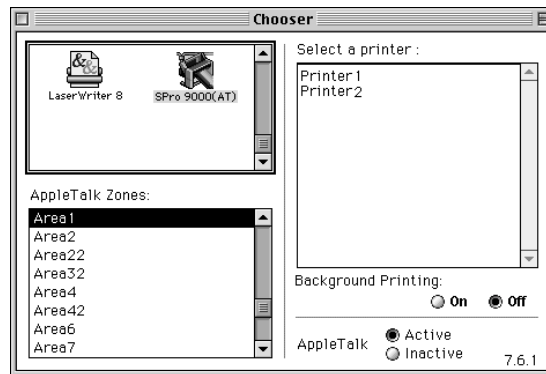 Chooser
LaserWriter 8
SPro 9000(AT)
AppleTalk Zones:
Area1
Area2
Area22
Area32
Area4
Area42
Area6
Area7
Select a printer :
Printer1
Printer2
Background Printing:
On Off
AppleTalk
Active
Inactive
7.6.1